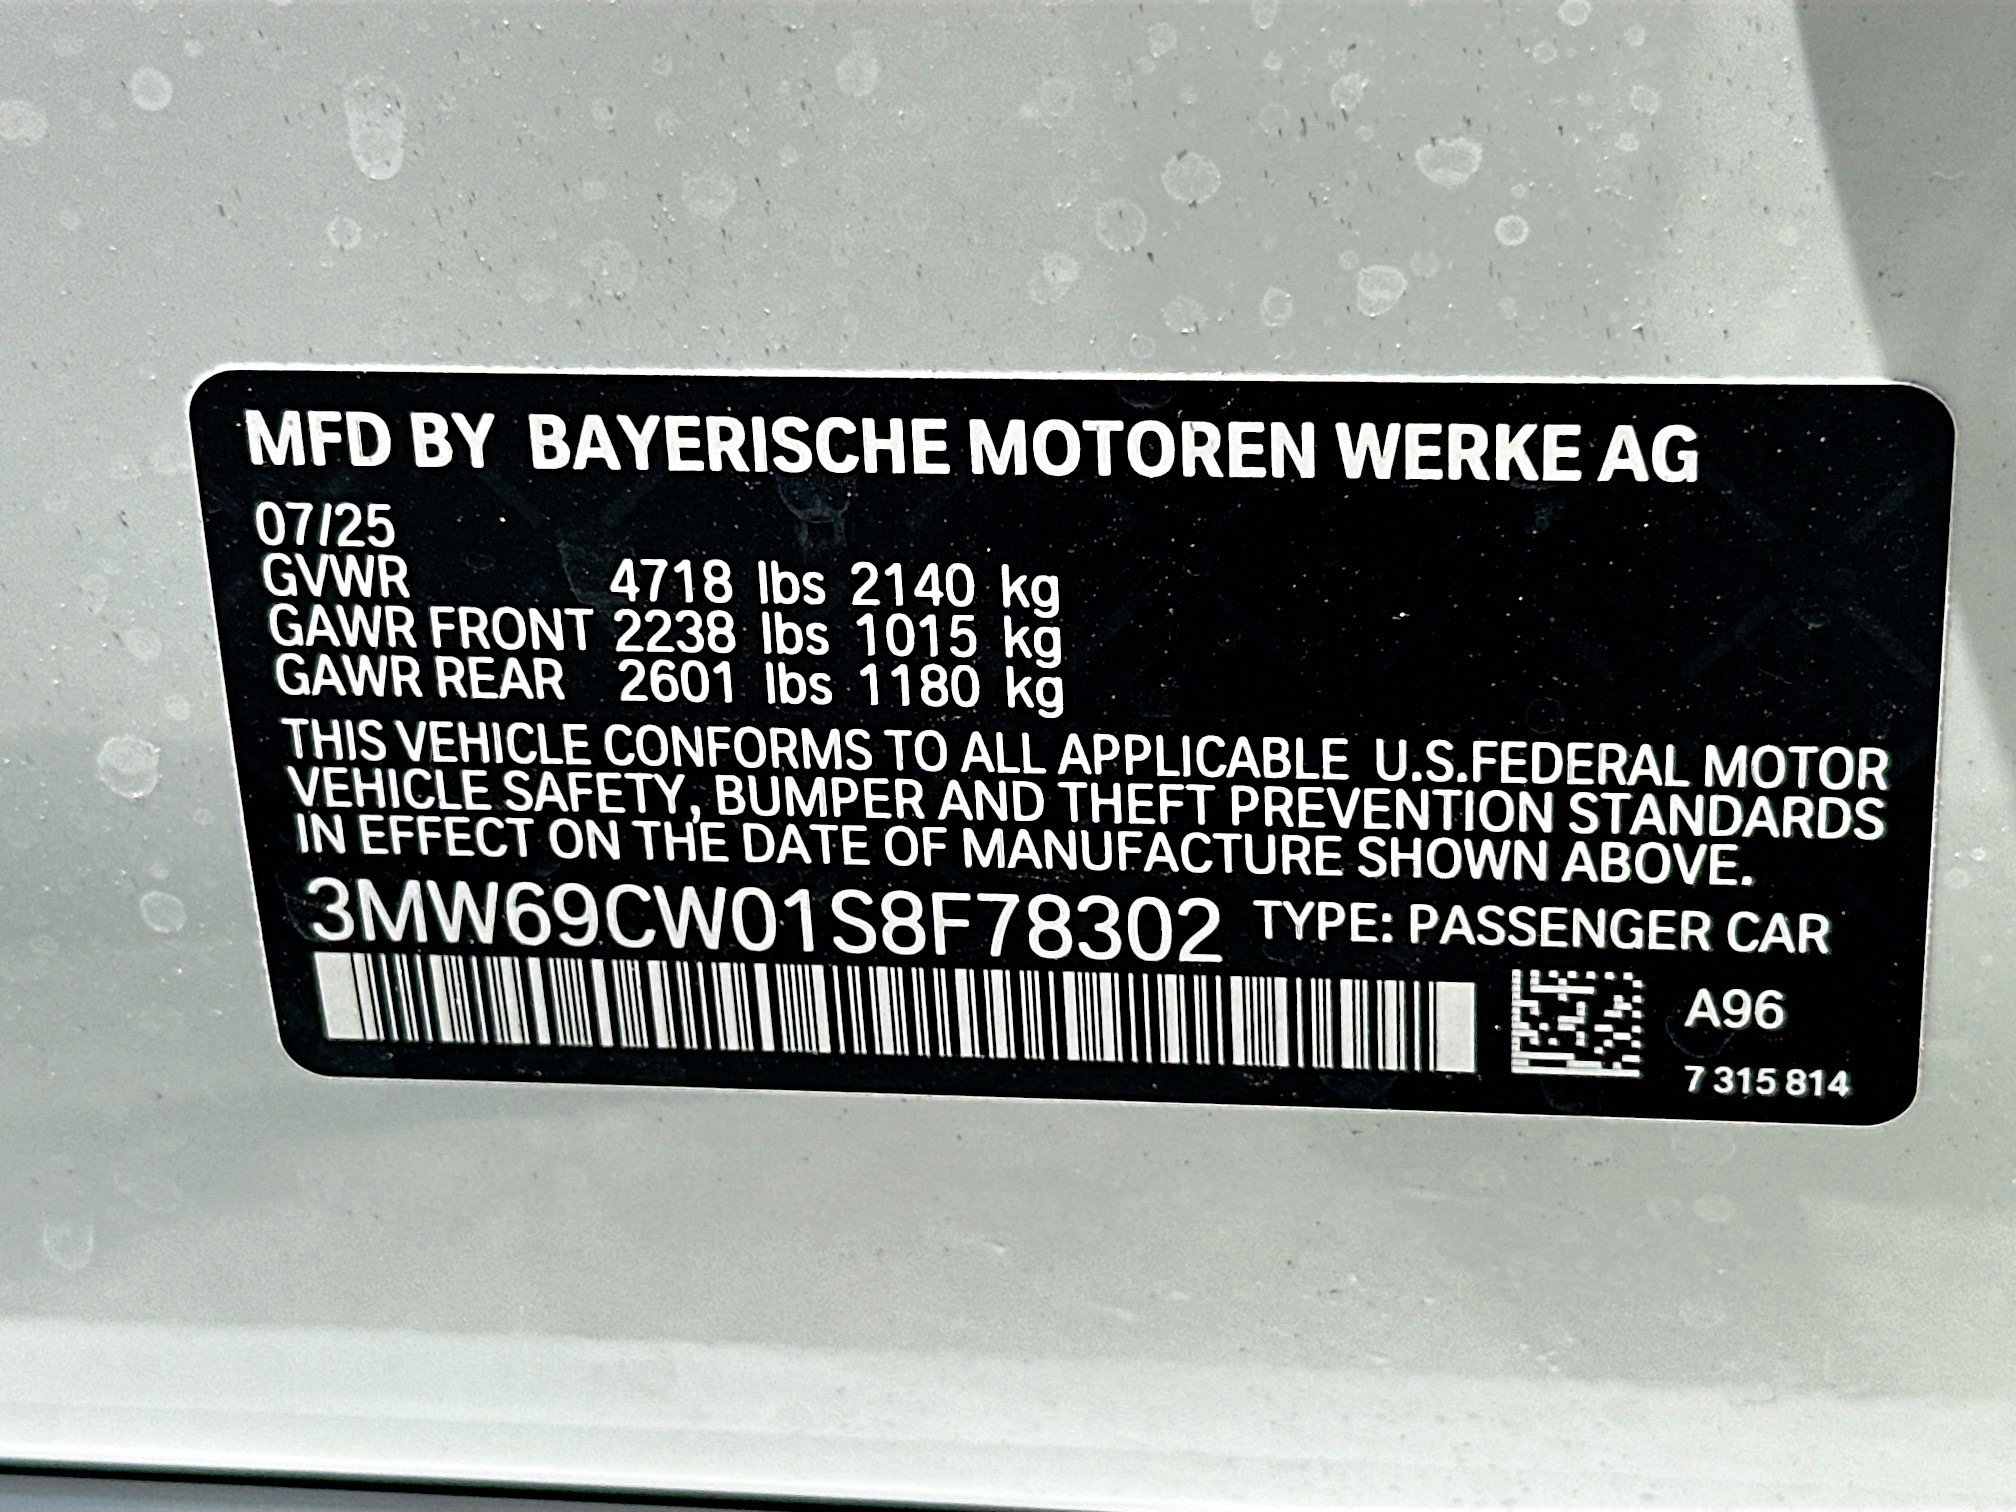 MFD BY BAYERISCHE MOTOREN WERKE AG
07/25
GVWR 4718 lbs 2140 kg
GAWR FRONT 2238 lbs 1015 kg
GAWR REAR 2601 lbs 1180 kg
THIS VEHICLE CONFORMS TO ALL APPLICABLE U.S.FEDERAL MOTOR
VEHICLE SAFETY, BUMPER AND THEFT PREVENTION STANDARDS
IN EFFECT ON THE DATE OF MANUFACTURE SHOWN ABOVE.
3MW69CW01S8F78302 TYPE: PASSENGER CAR
A96
7 315 814